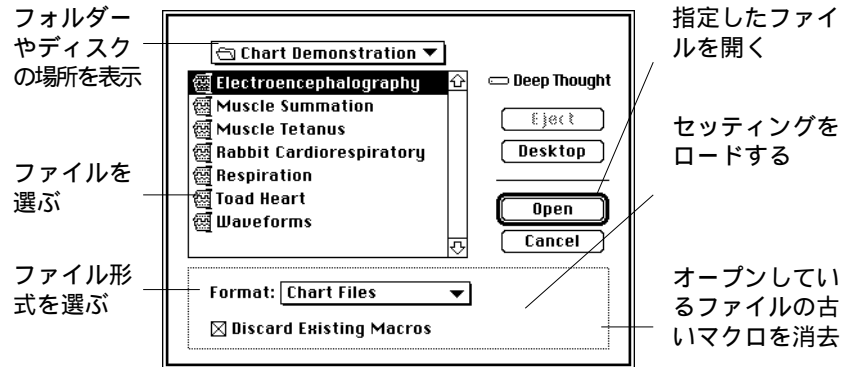 フォルダー
やディスク
の場所を表示
ファイルを
選ぶ
ファイル形
式を選ぶ
Chart Demonstration
Electroencephalography
Muscle Summation
Muscle Tetanus
Rabbit Cardiorespiratory
Respiration
Toad Heart
Waveforms
Deep Thought
Eject
Desktop
Open
Cancel
Format: Chart Files
Discard Existing Macros
指定したファイ
ルを開く
セッティングを
ロードする
オープンしてい
るファイルの古
いマクロを消去